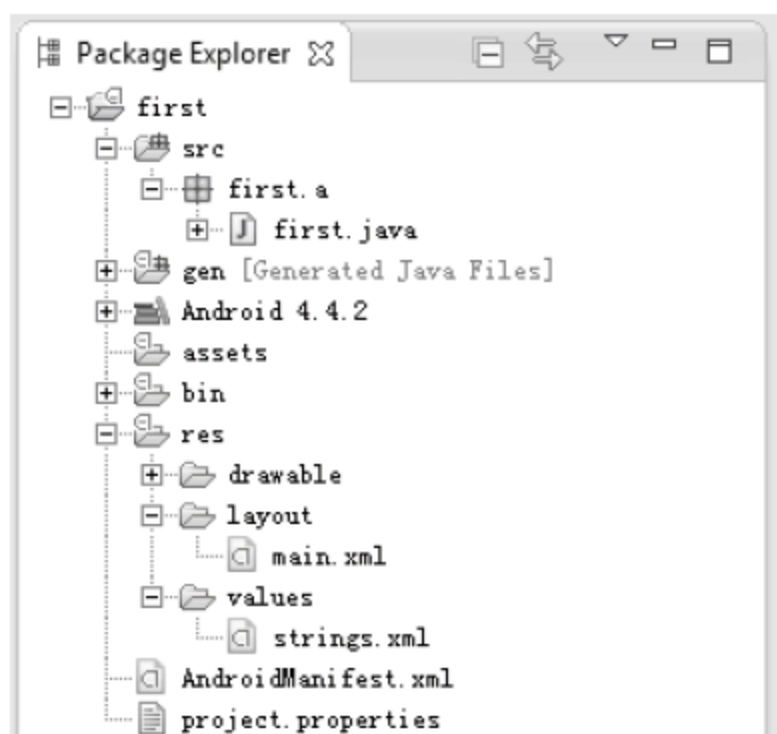 Package Explorer
first
src
first.a
first.java
gen [Generated Java Files]
Android 4.4.2
assets
bin
res
drawable
layout
main.xml
values
strings.xml
AndroidManifest.xml
project.properties